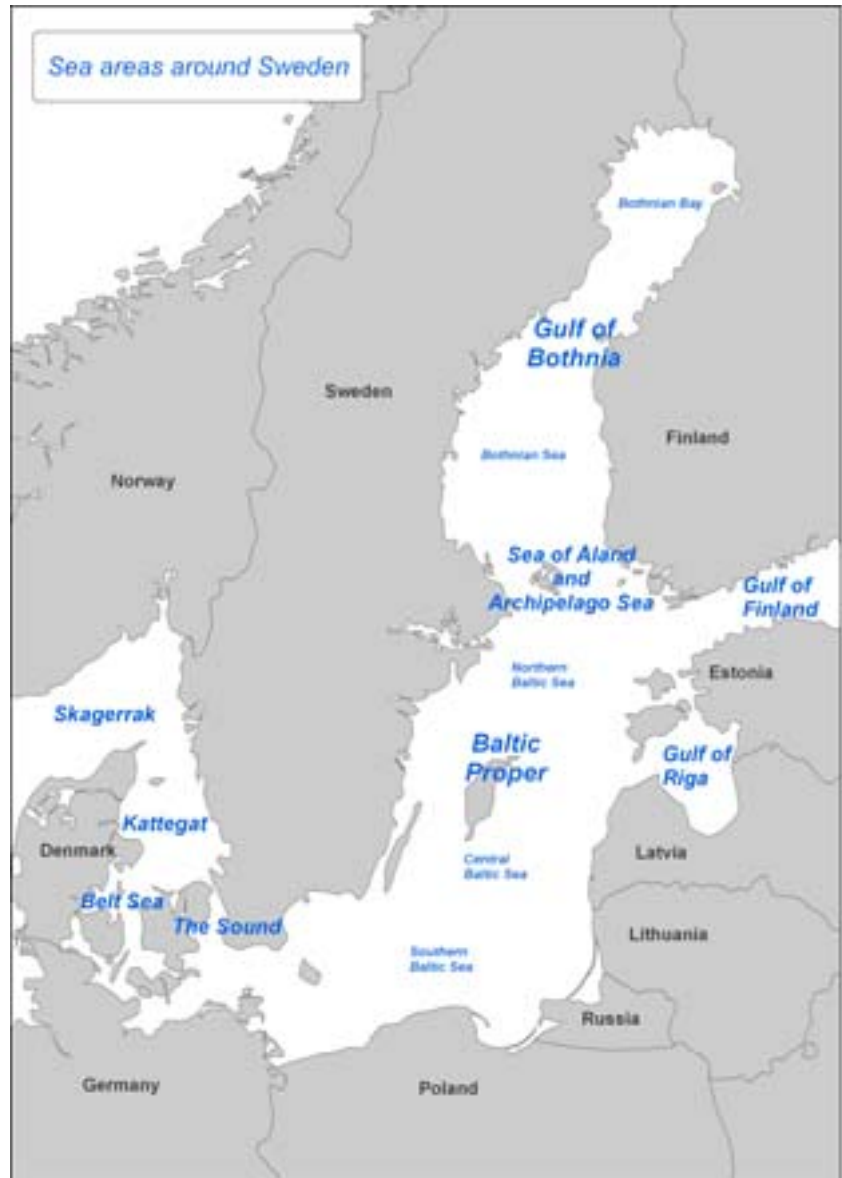 Sea areas around Sweden
Bothnian Bay
Gulf of
Bothnia
Sweden
Finland
Bothnian Sea
Norway
Sea of Aland
and
Archipelago Sea
Gulf of
Finland
Northern
Baltic Sea
Estonia
Skagerrak
Baltic
Proper
Gulf of
Riga
Kattegat
Denmark
Latvia
Central
Baltic Sea
Belt Sea
The Sound
Lithuania
Southern
Baltic Sea
Russia
Germany
Poland